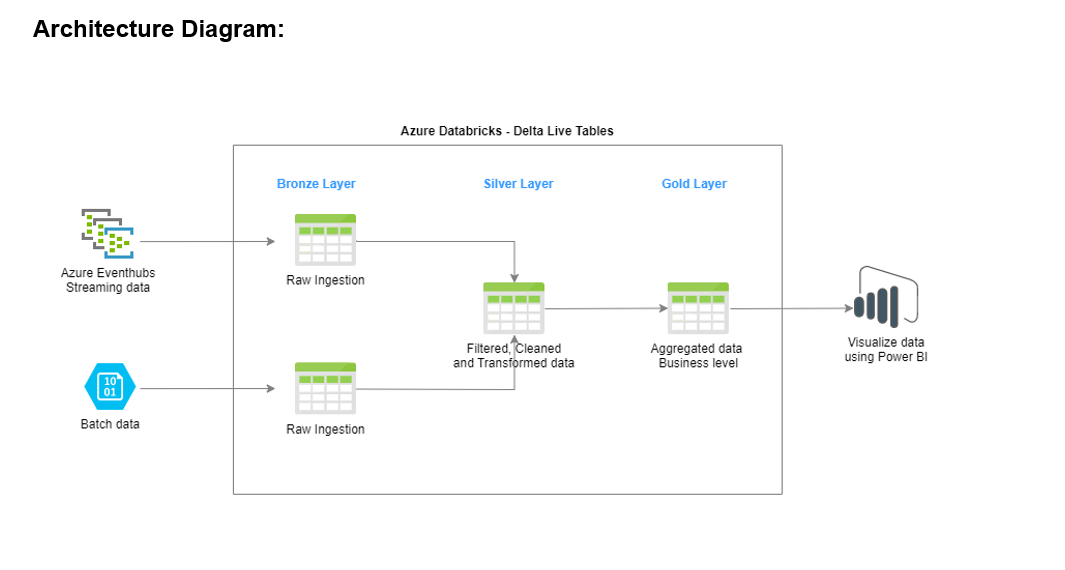 Architecture Diagram:
Azure Databricks - Delta Live Tables
Bronze Layer
Silver Layer
Gold Layer
Azure Eventhubs
Streaming data
Raw Ingestion
Filtered, Cleaned
and Transformed data
Aggregated data
Business level
Visualize data
using Power BI
10
01
Batch data
Raw Ingestion